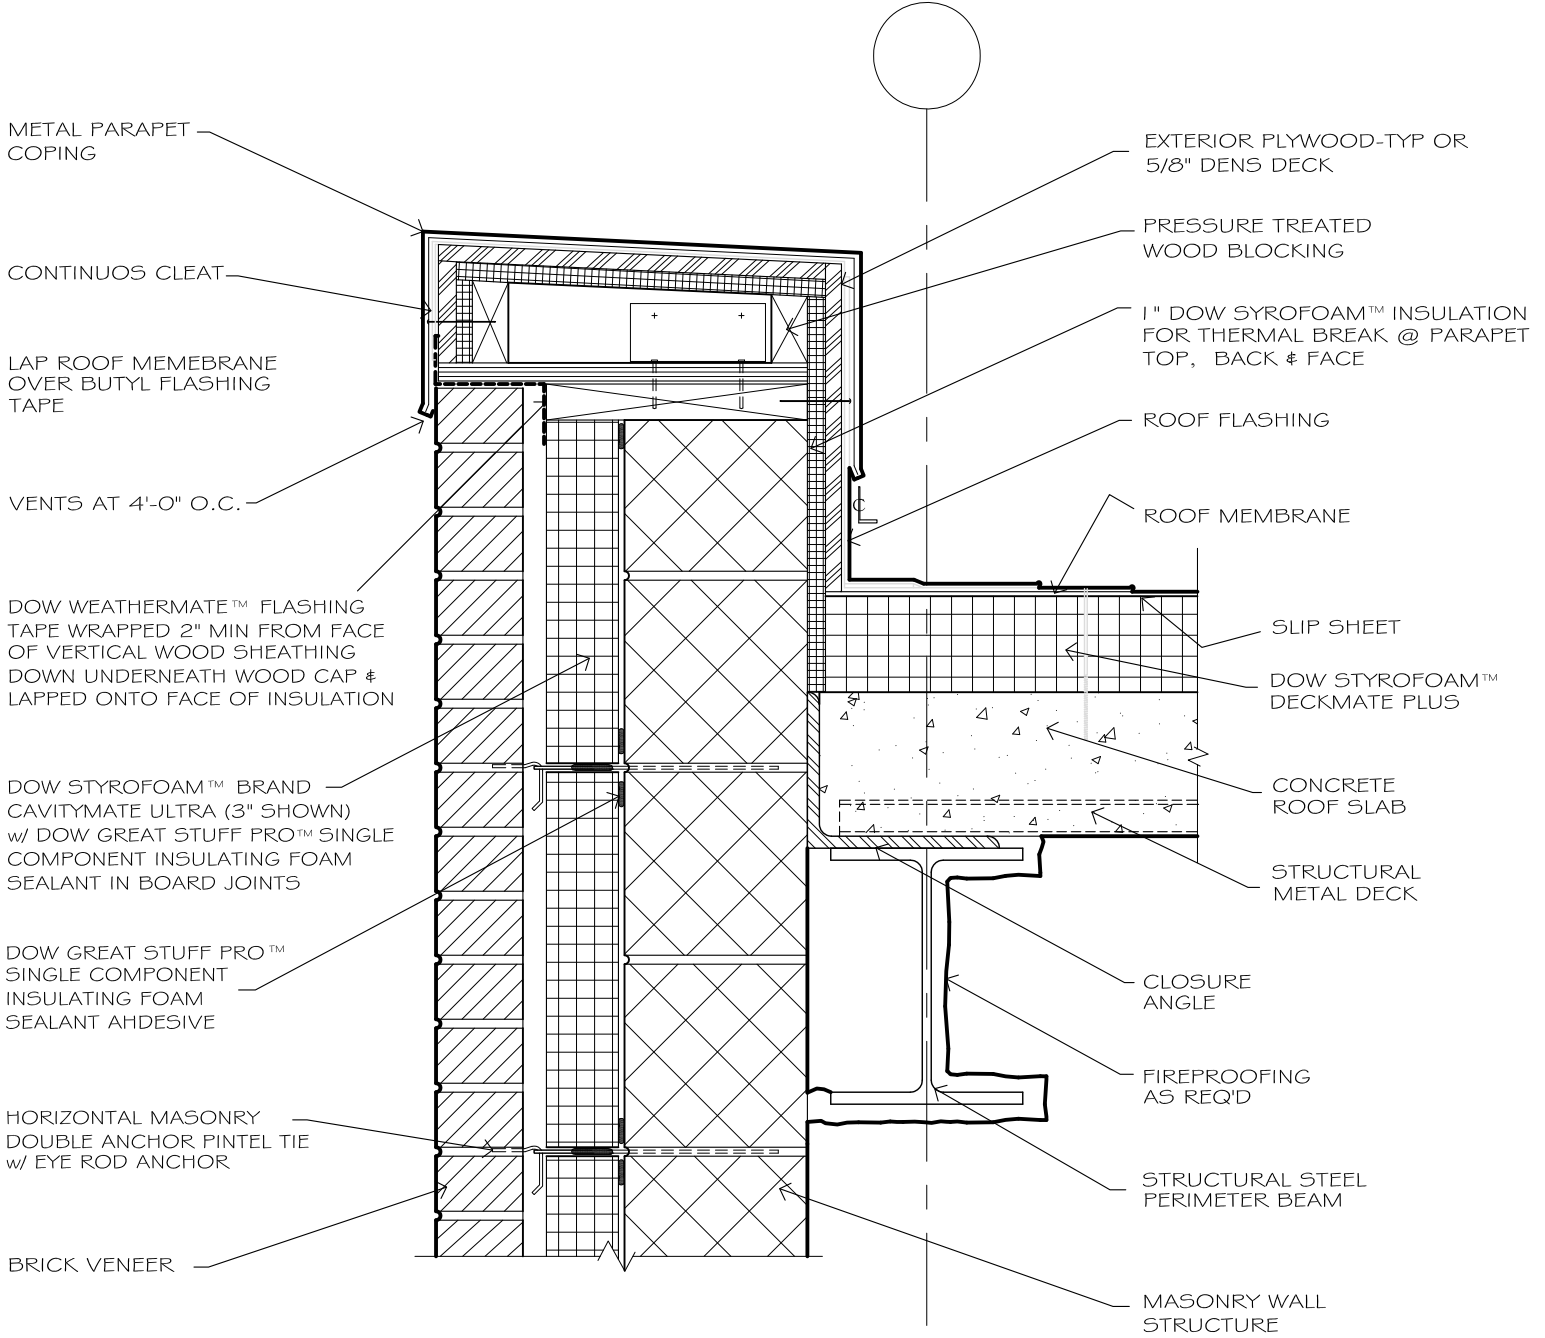 METAL PARAPET
COPING
CONTINUOS CLEAT
LAP ROOF MEMEBRANE
OVER BUTYL FLASHING
TAPE
VENTS AT 4'-0" O.C.
DOW WEATHERMATE™ FLASHING
TAPE WRAPPED 2" MIN FROM FACE
OF VERTICAL WOOD SHEATHING
DOWN UNDERNEATH WOOD CAP &
LAPPED ONTO FACE OF INSULATION
DOW STYROFOAM™ BRAND
CAVITYMATE ULTRA (3" SHOWN)
w/ DOW GREAT STUFF PRO™ SINGLE
COMPONENT INSULATING FOAM
SEALANT IN BOARD JOINTS
DOW GREAT STUFF PRO™
SINGLE COMPONENT
INSULATING FOAM
SEALANT AHDESIVE
HORIZONTAL MASONRY
DOUBLE ANCHOR PINTEL TIE
w/ EYE ROD ANCHOR
BRICK VENEER
EXTERIOR PLYWOOD-TYP OR
5/8" DENS DECK
PRESSURE TREATED
WOOD BLOCKING
1" DOW SYROFOAM™ INSULATION
FOR THERMAL BREAK @ PARAPET
TOP, BACK & FACE
ROOF FLASHING
C
ROOF MEMBRANE
SLIP SHEET
DOW STYROFOAM™
DECKMATE PLUS
CONCRETE
ROOF SLAB
STRUCTURAL
METAL DECK
CLOSURE
ANGLE
FIREPROOFING
AS REQ'D
STRUCTURAL STEEL
PERIMETER BEAM
MASONRY WALL
STRUCTURE